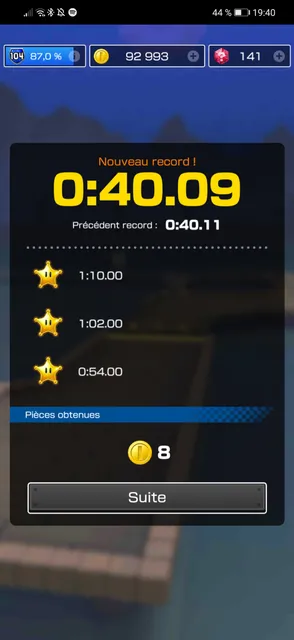 44 % 19:40
104 87,0 % 92 993 141
Nouveau record !
0:40.09
Précédent record : 0:40.11
1:10.00
1:02.00
0:54.00
Pièces obtenues
8
Suite